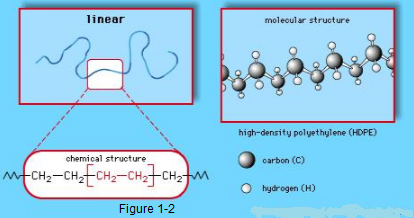 linear
chemical structure
CH2–CH2–[CH2–CH2]–CH2
Figure 1-2
molecular structure
high-density polyethylene (HDPE)
carbon (C)
hydrogen (H)